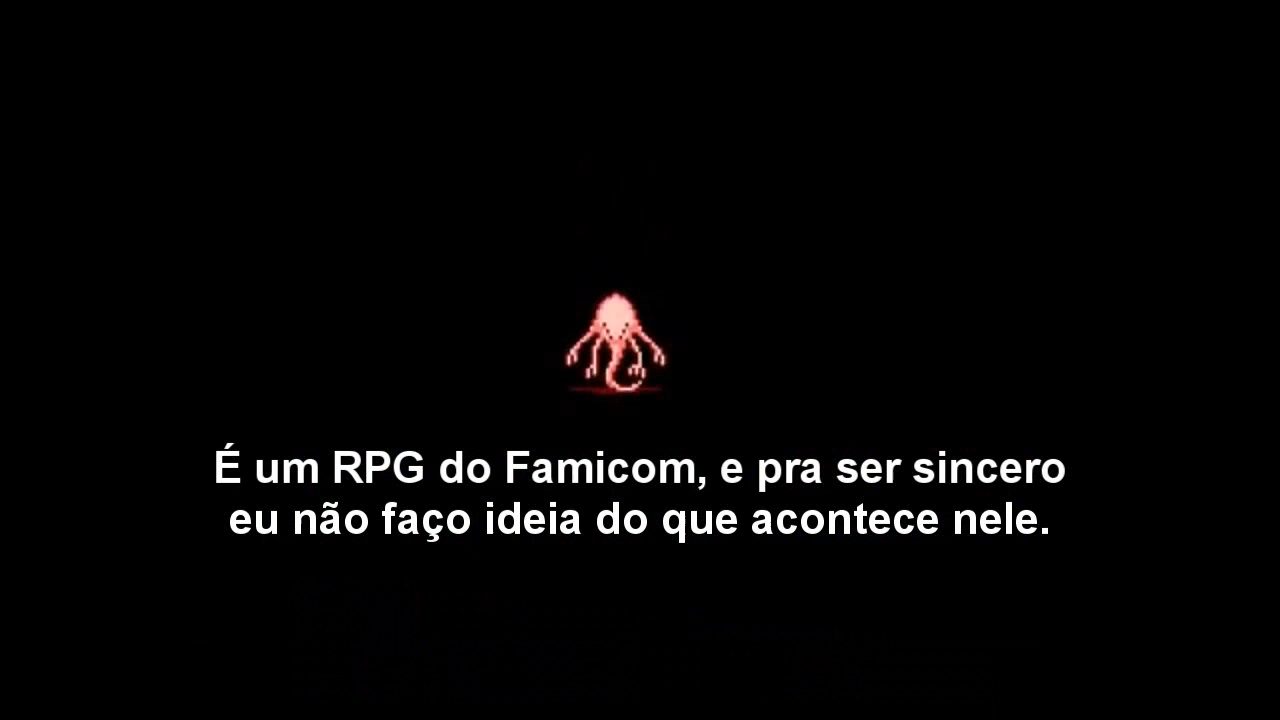 É um RPG do Famicom, e pra ser sincero
eu não faço ideia do que acontece nele.